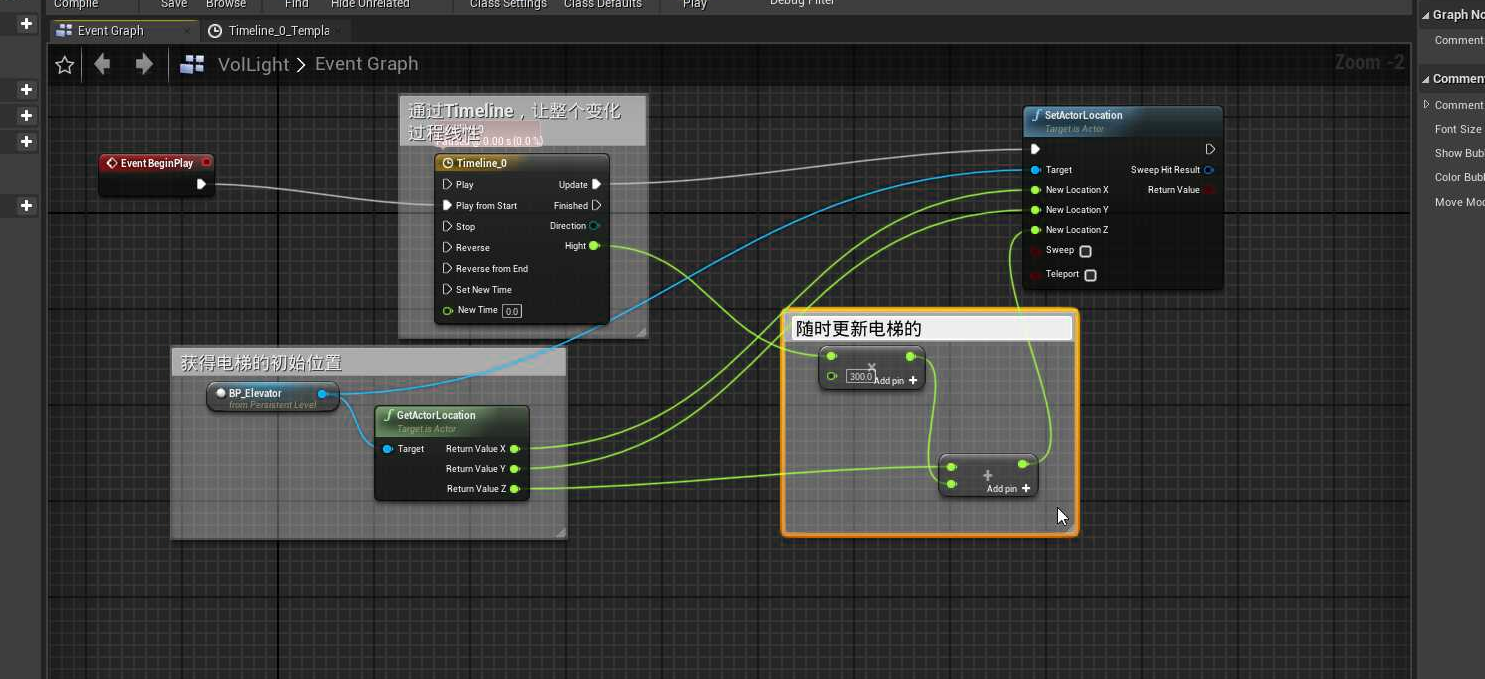 Compile
Save
Browse
Find
Hide Unrelated
Class Settings
Class Defaults
Play
Debug Filter
Event Graph
Timeline_0_Templa
VolLight > Event Graph
Zoom -2
Graph No
Comment
Commen
Comment
Font Size
Show Bub
Color Bub
Move Mod
通过Timeline，让整个变化
过程线性
0.00 s (0.0 %)
Event BeginPlay
Timeline_0
Play
Update
Play from Start
Finished
Stop
Direction
Reverse
Hight
Reverse from End
Set New Time
New Time 0.0
SetActorLocation
Target is Actor
Target
Sweep Hit Result
New Location X
Return Value
New Location Y
New Location Z
Sweep
Teleport
获得电梯的初始位置
BP_Elevator
from Persistent Level
GetActorLocation
Target is Actor
Target
Return Value X
Return Value Y
Return Value Z
随时更新电梯的
300.0
Add pin +
Add pin +